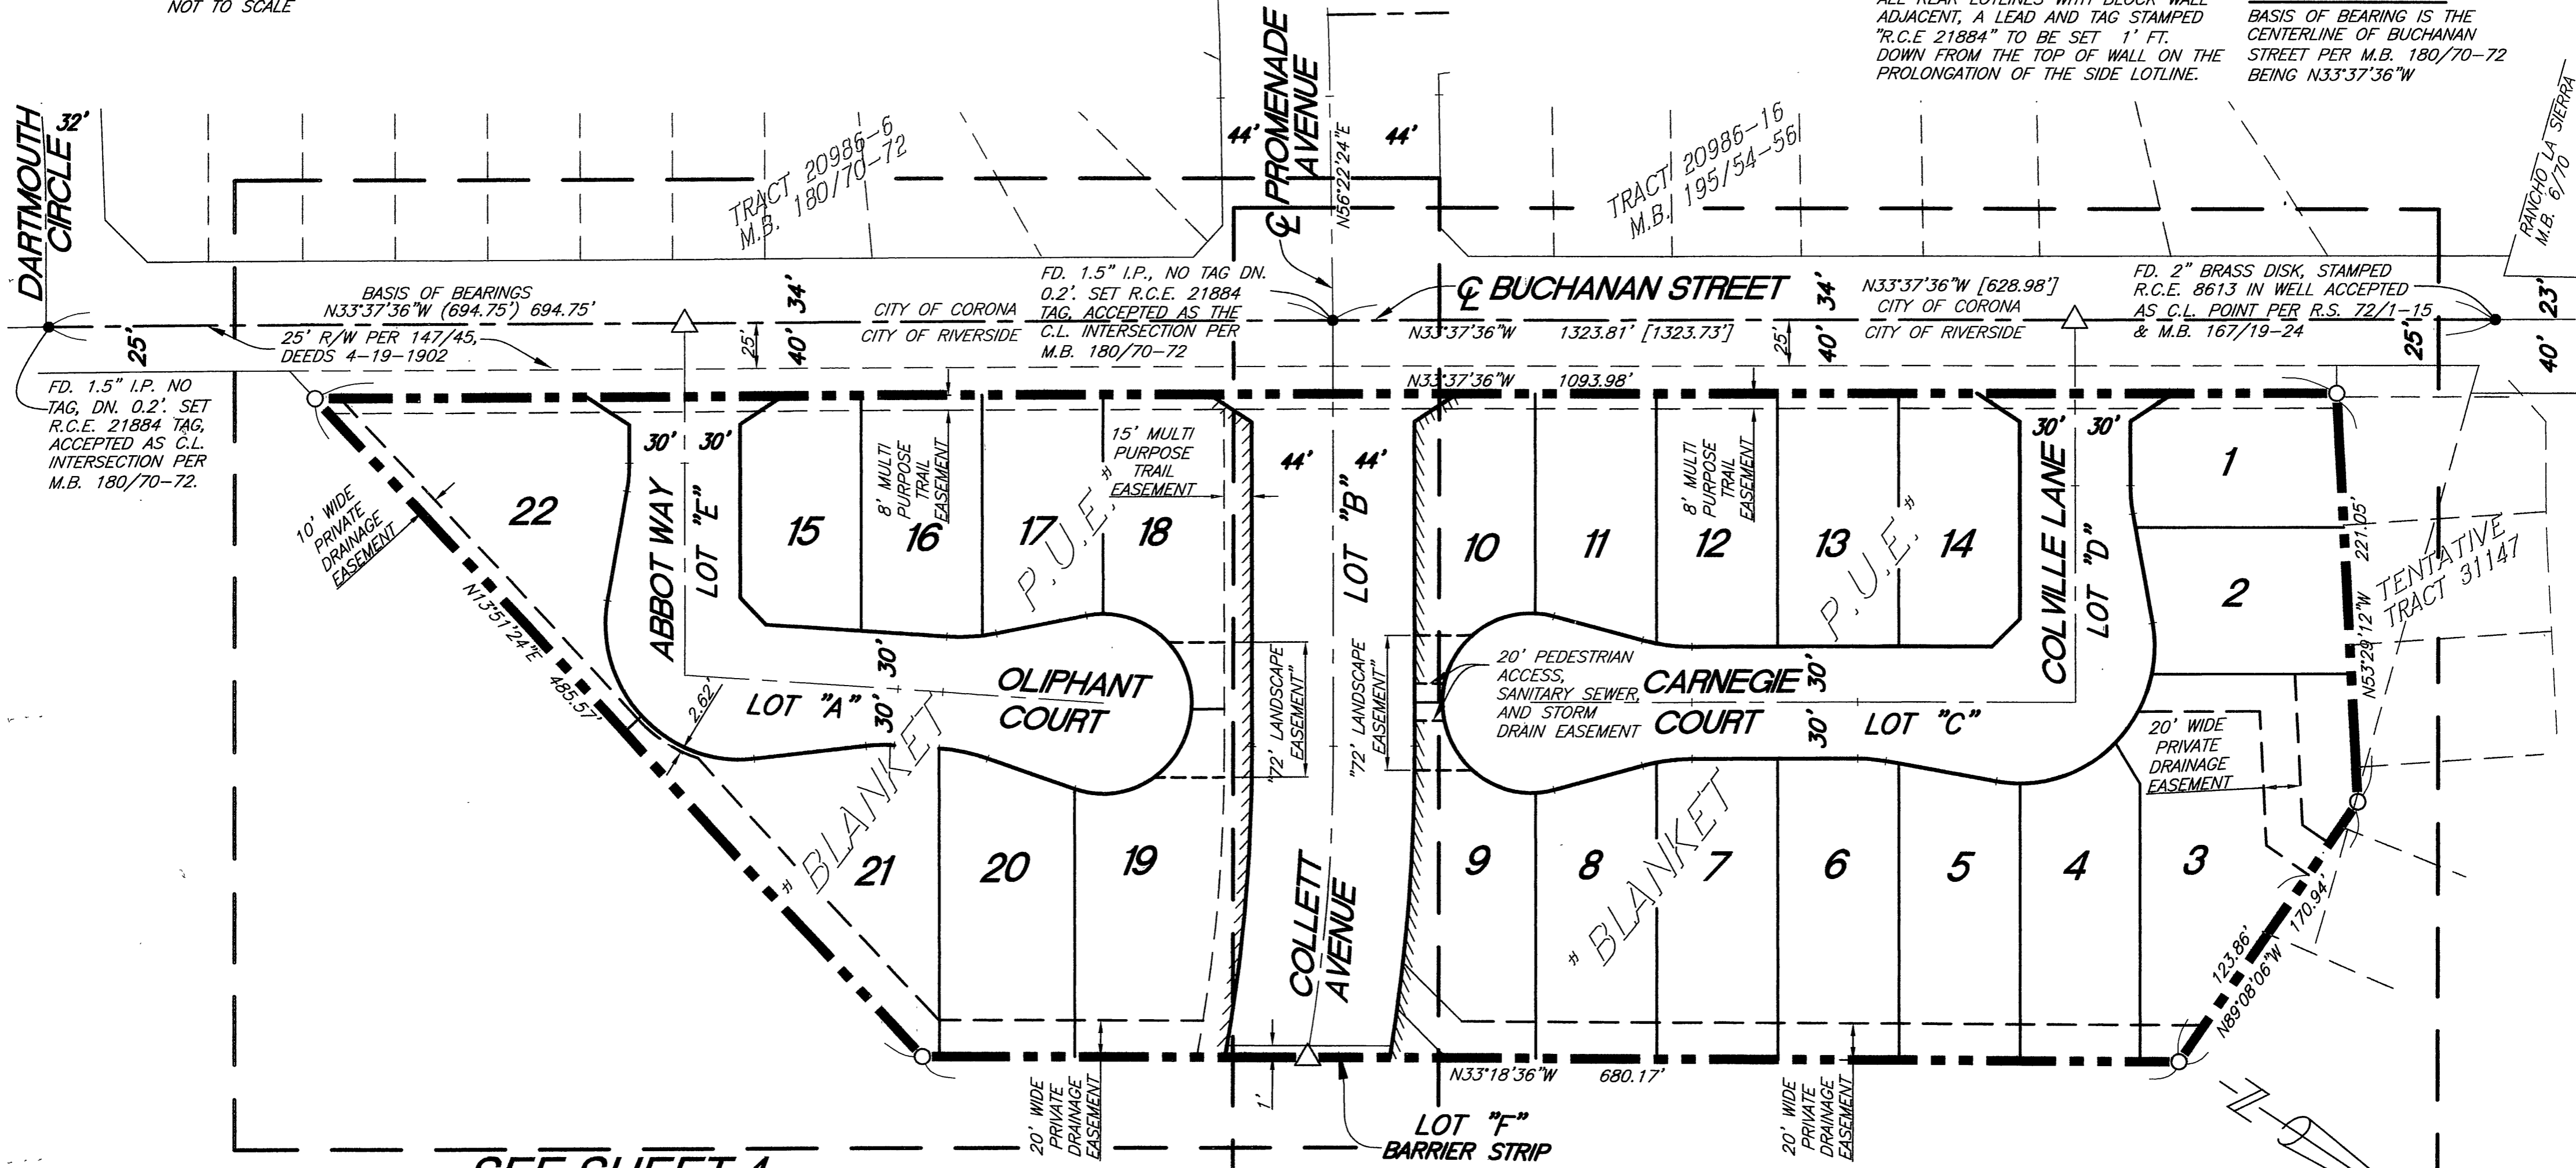 NOT TO SCALE
ALL REAR LOTLINES WITH BLOCK WALL
ADJACENT, A LEAD AND TAG STAMPED
"R.C.E 21884" TO BE SET 1' FT.
DOWN FROM THE TOP OF WALL ON THE
PROLONGATION OF THE SIDE LOTLINE.
BASIS OF BEARING IS THE
CENTERLINE OF BUCHANAN
STREET PER M.B. 180/70-72
BEING N33°37'36"W
RANCHO LA SIERRA
M.B. 6/70
DARTMOUTH
CIRCLE
32'
TRACT 20986-6
M.B. 180/70-72
44'
℄ PROMENADE
AVENUE
N56°22'24"E
44'
TRACT 20986-16
M.B. 195/54-56
BASIS OF BEARINGS
N33°37'36"W (694.75') 694.75'
25'
25' R/W PER 147/45,
DEEDS 4-19-1902
25'
34'
40'
CITY OF CORONA
CITY OF RIVERSIDE
FD. 1.5" I.P., NO TAG DN.
0.2'. SET R.C.E. 21884
TAG, ACCEPTED AS THE
C.L. INTERSECTION PER
M.B. 180/70-72
℄ BUCHANAN STREET
N33°37'36"W 1323.81' [1323.73']
25'
34'
40'
N33°37'36"W [628.98']
CITY OF CORONA
CITY OF RIVERSIDE
FD. 2" BRASS DISK, STAMPED
R.C.E. 8613 IN WELL ACCEPTED
AS C.L. POINT PER R.S. 72/1-15
& M.B. 167/19-24
25'
23'
40'
FD. 1.5" I.P. NO
TAG, DN. 0.2'. SET
R.C.E. 21884 TAG,
ACCEPTED AS C.L.
INTERSECTION PER
M.B. 180/70-72.
N33°37'36"W 1093.98'
10' WIDE
PRIVATE
DRAINAGE
EASEMENT
N13°51'24"E
485.57'
22
30' 30'
ABBOT WAY
LOT "E"
15
8' MULTI
PURPOSE
TRAIL
EASEMENT
16
17
P.U.E."
15' MULTI
PURPOSE
TRAIL
EASEMENT
18
44' 44'
LOT "B"
10
11
8' MULTI
PURPOSE
TRAIL
EASEMENT
12
13
P.U.E."
14
30' 30'
COLVILLE LANE
LOT "D"
1
2
221.05'
N53°29'12"W
TENTATIVE
TRACT 31147
2.62'
LOT "A"
30'
30'
OLIPHANT
COURT
"72' LANDSCAPE
EASEMENT"
"72' LANDSCAPE
EASEMENT"
20' PEDESTRIAN
ACCESS,
SANITARY SEWER,
AND STORM
DRAIN EASEMENT
CARNEGIE
COURT
30'
30'
LOT "C"
20' WIDE
PRIVATE
DRAINAGE
EASEMENT
" BLANKET
21
20
19
COLLETT
AVENUE
9
8
" BLANKET
7
6
5
4
3
170.94'
123.86'
N89°08'06"W
20' WIDE
PRIVATE
DRAINAGE
EASEMENT
1'
N33°18'36"W 680.17'
20' WIDE
PRIVATE
DRAINAGE
EASEMENT
LOT "F"
BARRIER STRIP
SEE SHEET 4